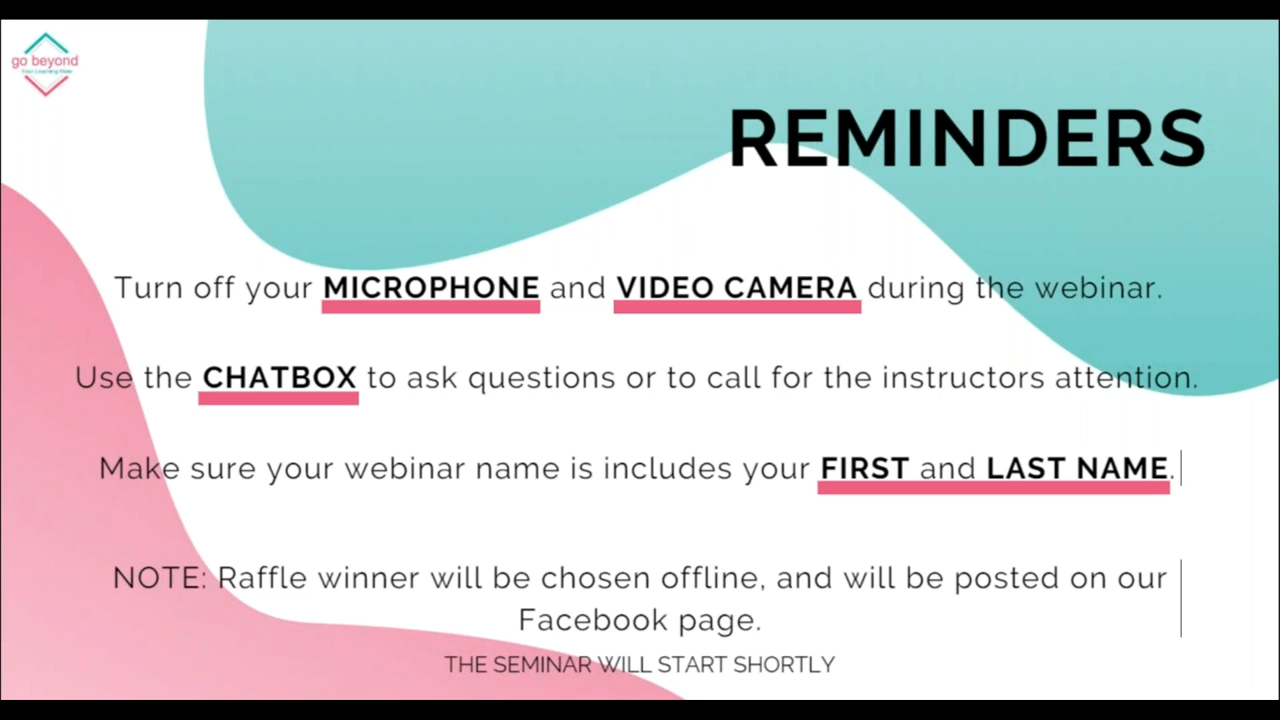 go beyond
Your Learning Mate
REMINDERS
Turn off your MICROPHONE and VIDEO CAMERA during the webinar.
Use the CHATBOX to ask questions or to call for the instructors attention.
Make sure your webinar name is includes your FIRST and LAST NAME.
NOTE: Raffle winner will be chosen offline, and will be posted on our
Facebook page.
THE SEMINAR WILL START SHORTLY